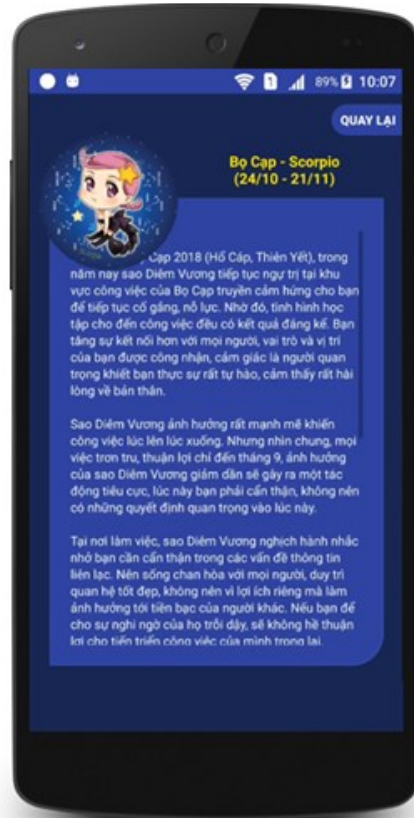 89% 10:07
QUAY LẠI
Bọ Cạp - Scorpio
(24/10 - 21/11)
Cạp 2018 (Hổ Cáp, Thiên Yết), trong
năm nay sao Diêm Vương tiếp tục ngự trị tại khu
vực công việc của Bọ Cạp truyền cảm hứng cho bạn
để tiếp tục cố gắng, nỗ lực. Nhờ đó, tình hình học
tập cho đến công việc đều có kết quả đáng kể. Bạn
tăng sự kết nối hơn với mọi người, vai trò và vị trí
của bạn được công nhận, cảm giác là người quan
trọng khiết bạn thực sự rất tự hào, cảm thấy rất hài
lòng về bản thân.
Sao Diêm Vương ảnh hưởng rất mạnh mẽ khiến
công việc lúc lên lúc xuống. Nhưng nhìn chung, mọi
việc trơn tru, thuận lợi chỉ đến tháng 9, ảnh hưởng
của sao Diêm Vương giảm dần sẽ gây ra một tác
động tiêu cực, lúc này bạn phải cẩn thận, không nên
có những quyết định quan trọng vào lúc này.
Tại nơi làm việc, sao Diêm Vương nghịch hành nhắc
nhở bạn cần cẩn thận trong các vấn đề thông tin
liên lạc. Nên sống chan hòa với mọi người, duy trì
quan hệ tốt đẹp, không nên vì lợi ích riêng mà làm
ảnh hưởng tới tiền bạc của người khác. Nếu bạn để
cho sự nghi ngờ của họ trỗi dậy, sẽ không hề thuận
lợi cho tiến triển công việc của mình trong lai.